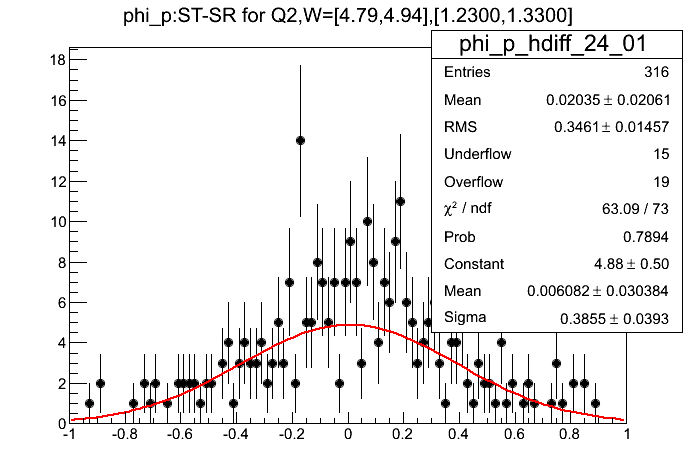 phi_p:ST-SR for Q2,W=[4.79,4.94],[1.2300,1.3300]
phi_p_hdiff_24_01
Entries 316
Mean 0.02035 ± 0.02061
RMS 0.3461 ± 0.01457
Underflow 15
Overflow 19
χ² / ndf 63.09 / 73
Prob 0.7894
Constant 4.88 ± 0.50
Mean 0.006082 ± 0.030384
Sigma 0.3855 ± 0.0393
18
16
14
12
10
8
6
4
2
0
-1 -0.8 -0.6 -0.4 -0.2 0 0.2 0.4 0.6 0.8 1